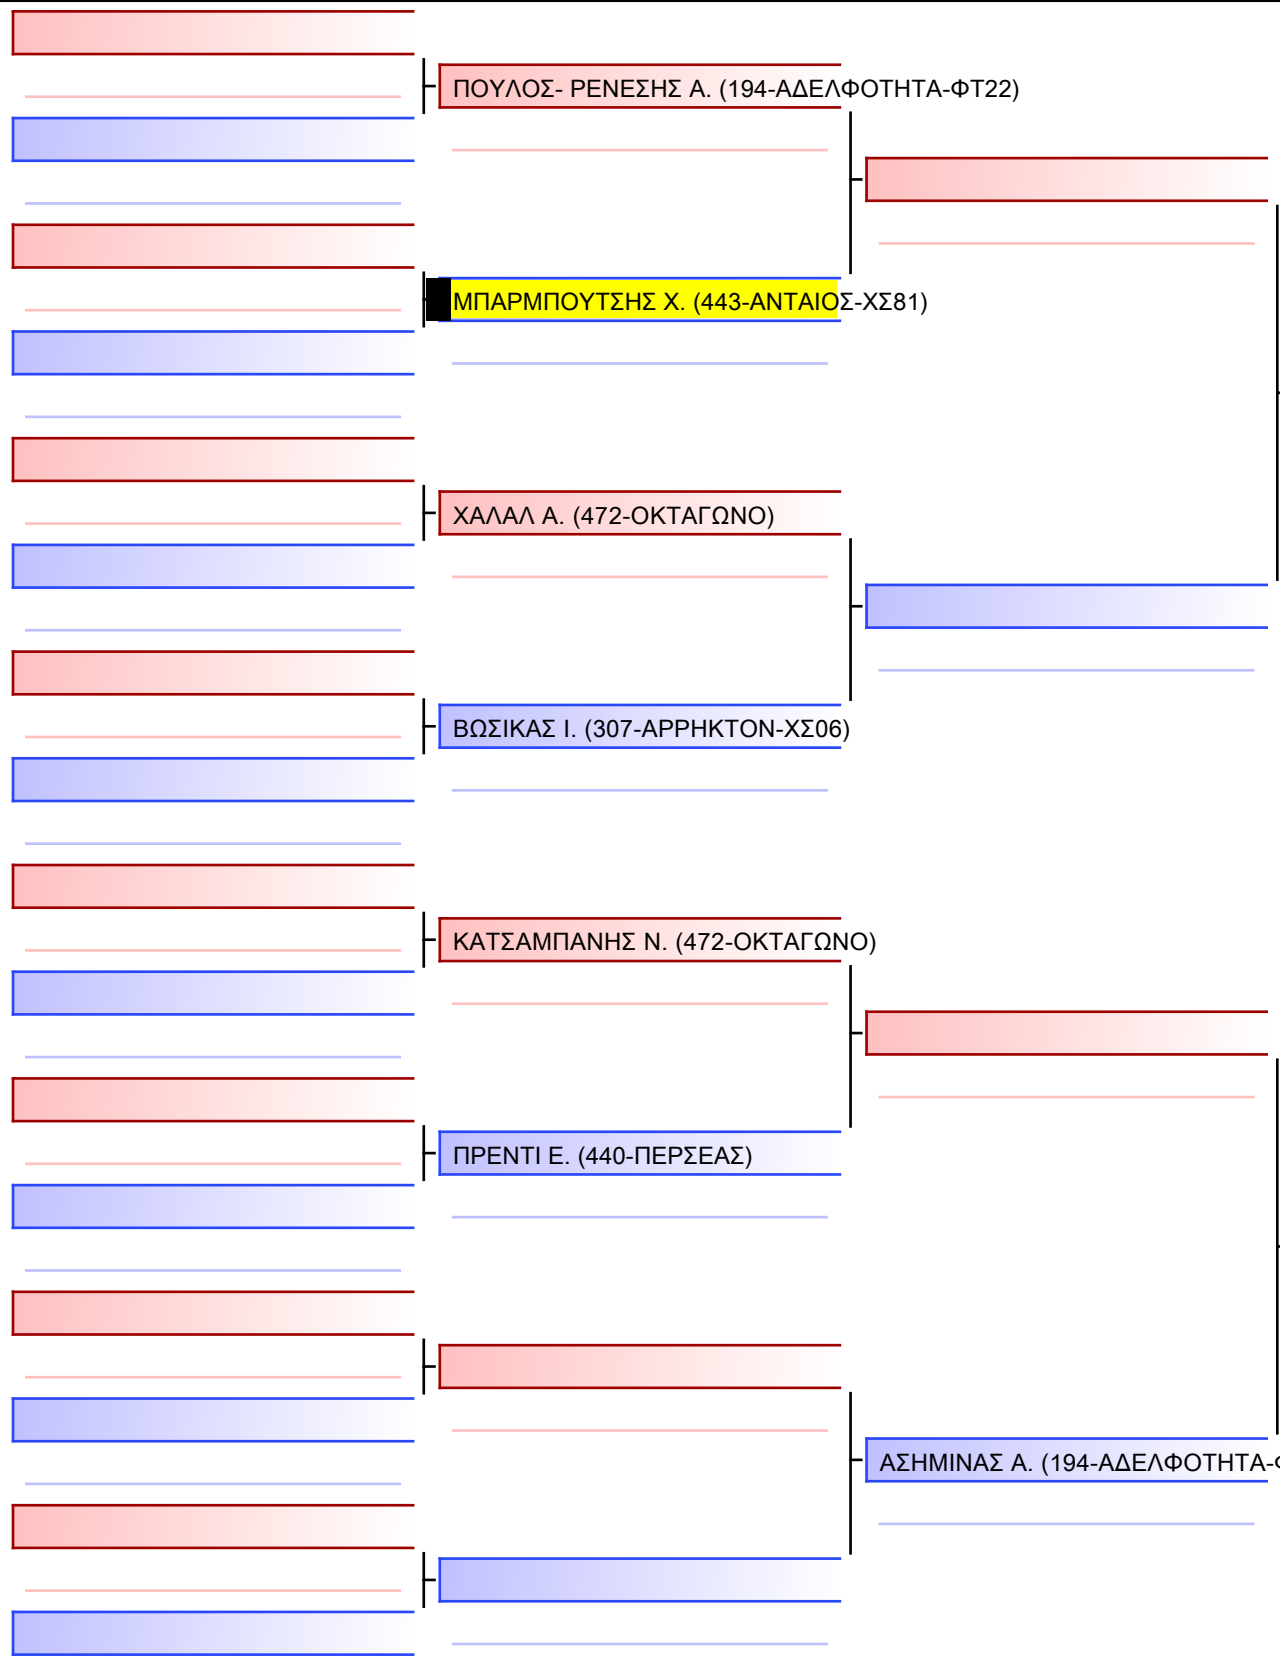 ΠΟΥΛΟΣ- ΡΕΝΕΣΗΣ Α. (194-ΑΔΕΛΦΟΤΗΤΑ-ΦΤ22)
ΜΠΑΡΜΠΟΥΤΣΗΣ Χ. (443-ΑΝΤΑΙΟΣ-ΧΣ81)
ΧΑΛΑΛ Α. (472-ΟΚΤΑΓΩΝΟ)
ΒΩΣΙΚΑΣ Ι. (307-ΑΡΡΗΚΤΟΝ-ΧΣ06)
ΚΑΤΣΑΜΠΑΝΗΣ Ν. (472-ΟΚΤΑΓΩΝΟ)
ΠΡΕΝΤΙ Ε. (440-ΠΕΡΣΕΑΣ)
ΑΣΗΜΙΝΑΣ Α. (194-ΑΔΕΛΦΟΤΗΤΑ-